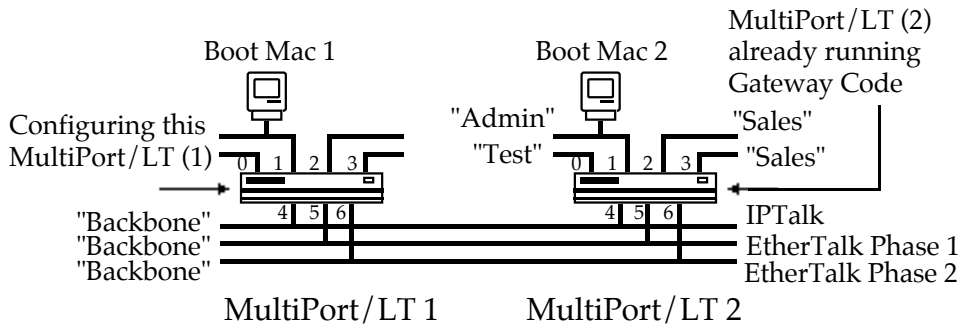 MultiPort/LT (2)
already running
Gateway Code
Boot Mac 1
Boot Mac 2
Configuring this
MultiPort/LT (1)
"Admin"
"Test"
"Sales"
"Sales"
0 1 2 3
0 1 2 3
4 5 6
4 5 6
"Backbone"
"Backbone"
"Backbone"
IPTalk
EtherTalk Phase 1
EtherTalk Phase 2
MultiPort/LT 1
MultiPort/LT 2